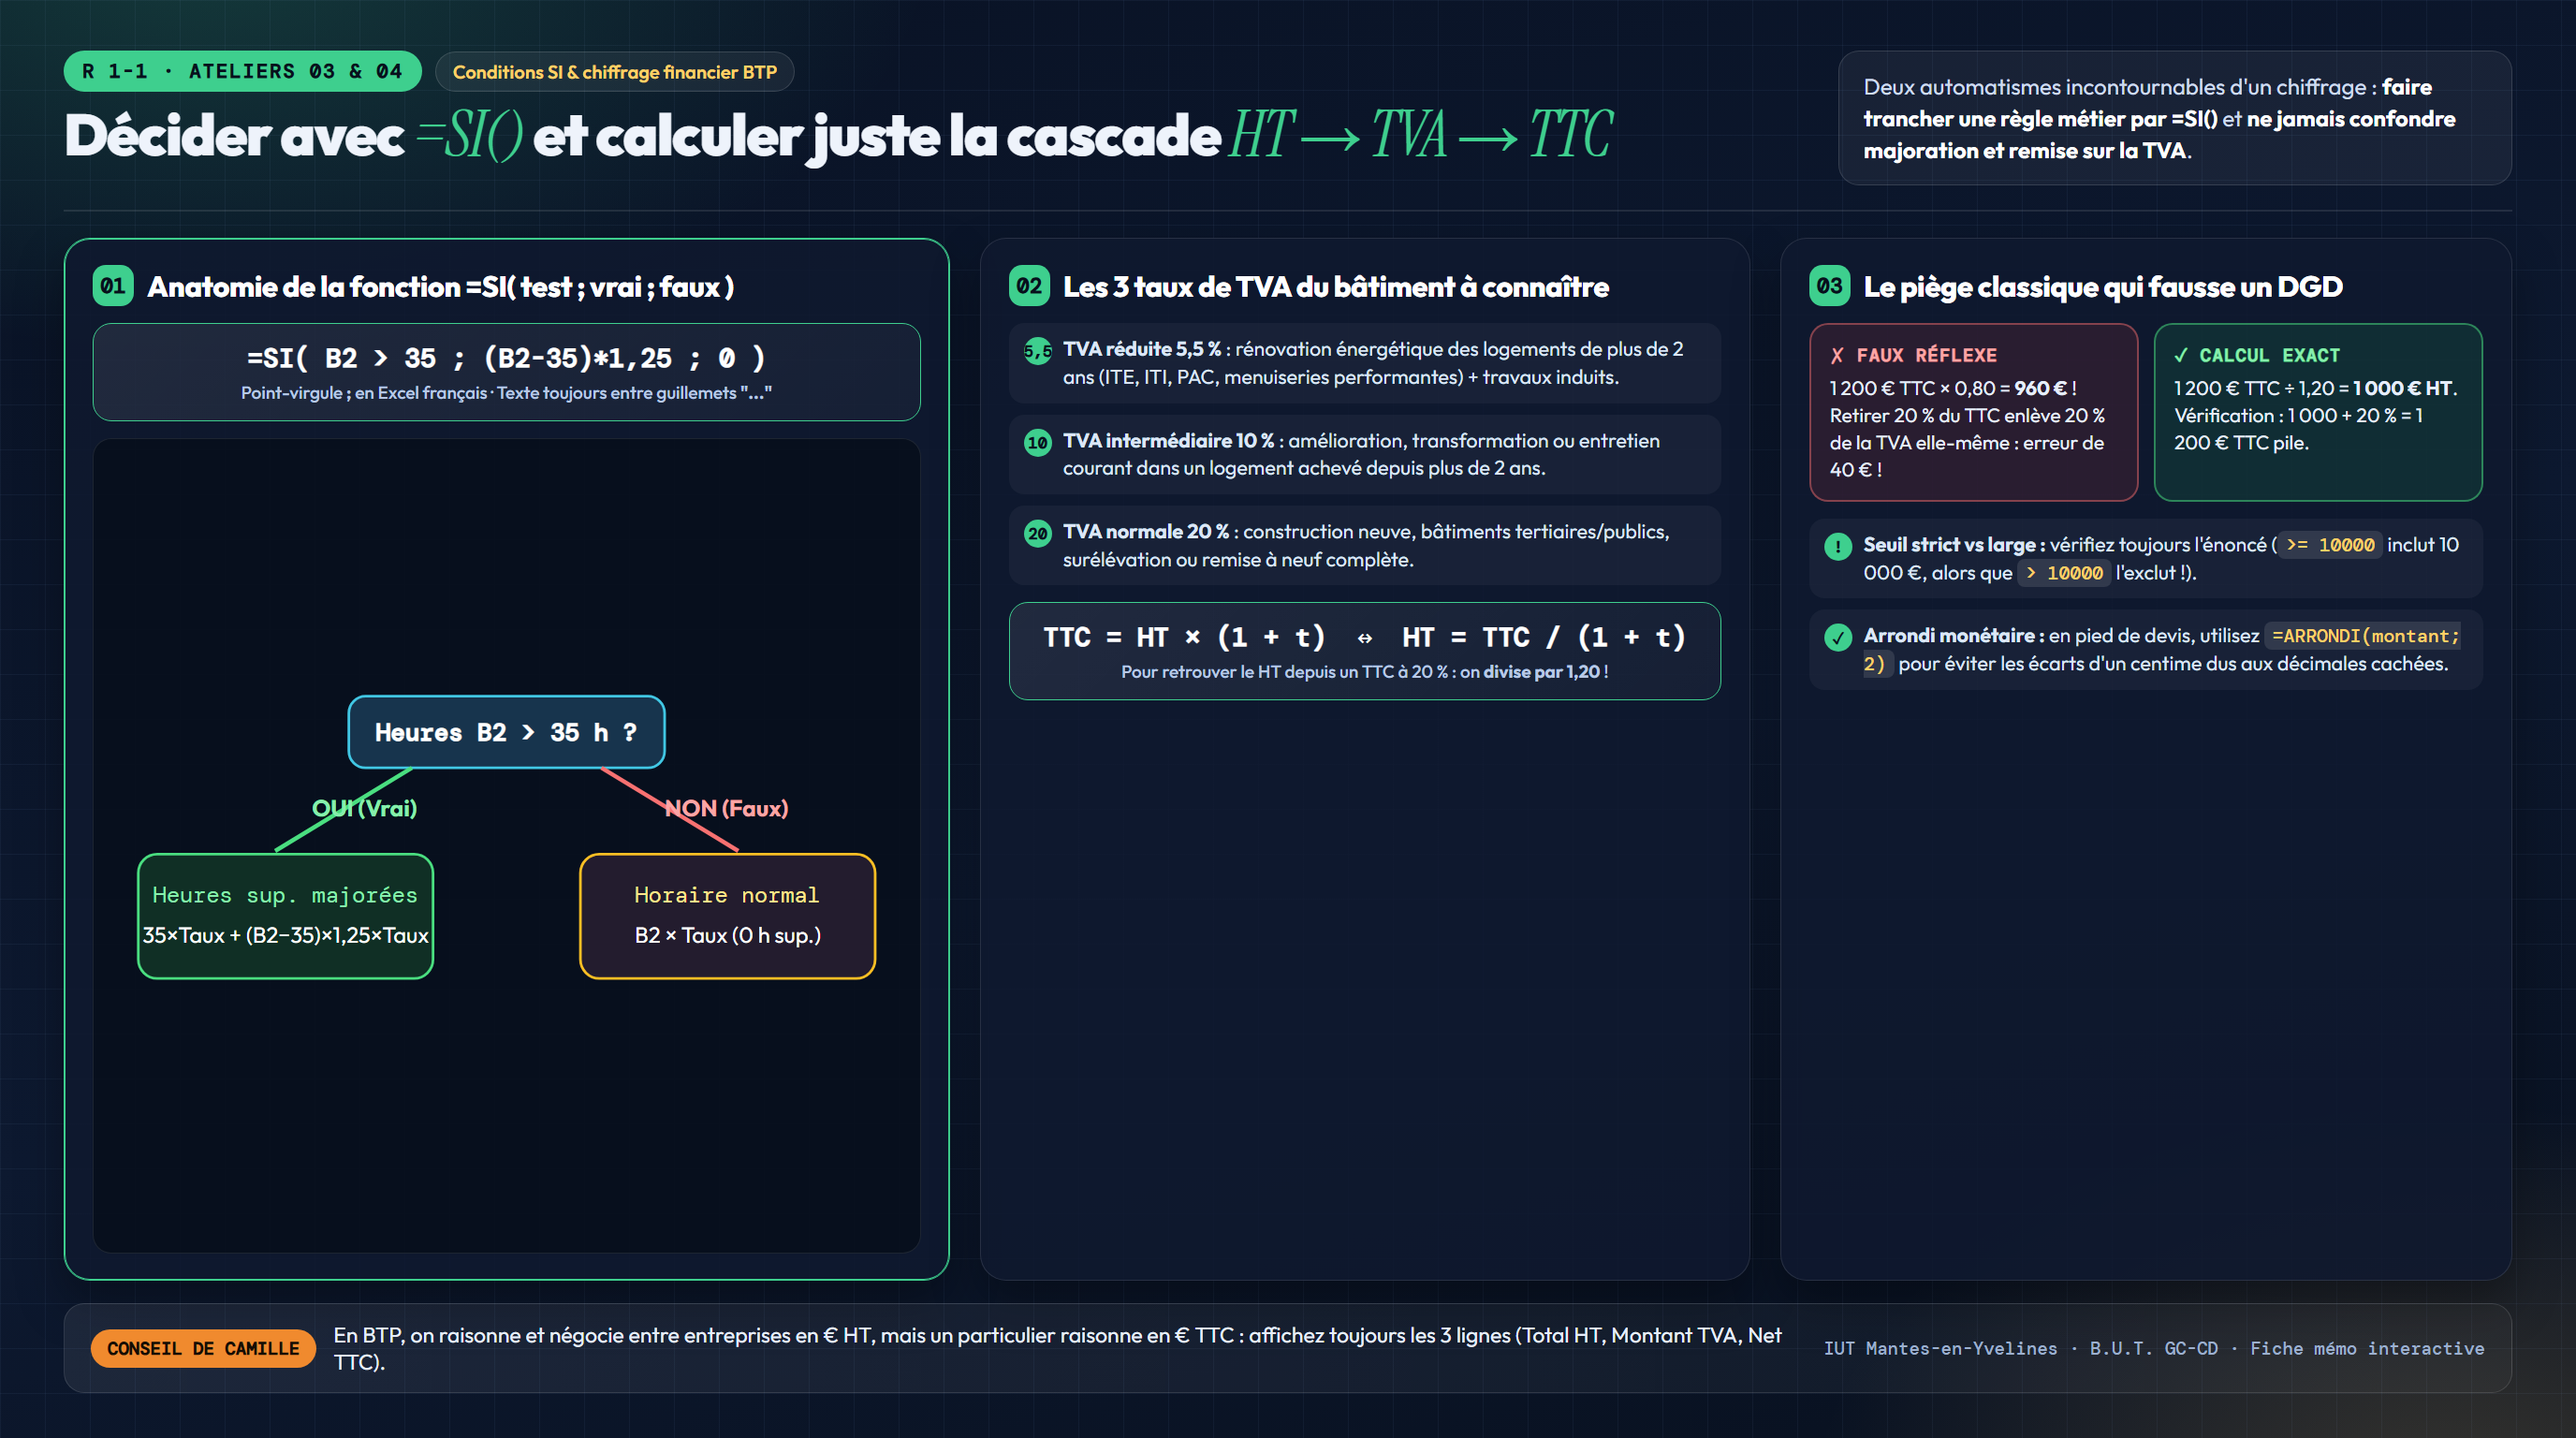 R 1-1 · ATELIERS 03 & 04
Conditions SI & chiffrage financier BTP
Décider avec =SI() et calculer juste la cascade HT → TVA → TTC
Deux automatismes incontournables d'un chiffrage : faire
trancher une règle métier par =SI() et ne jamais confondre
majoration et remise sur la TVA.
01 Anatomie de la fonction =SI( test ; vrai ; faux )
=SI( B2 > 35 ; (B2-35)*1,25 ; 0 )
Point-virgule ; en Excel français · Texte toujours entre guillemets "..."
Heures B2 > 35 h ?
OUI (Vrai)
NON (Faux)
Heures sup. majorées
35×Taux + (B2−35)×1,25×Taux
Horaire normal
B2 × Taux (0 h sup.)
02 Les 3 taux de TVA du bâtiment à connaître
5,5 TVA réduite 5,5 % : rénovation énergétique des logements de plus de 2
ans (ITE, ITI, PAC, menuiseries performantes) + travaux induits.
10 TVA intermédiaire 10 % : amélioration, transformation ou entretien
courant dans un logement achevé depuis plus de 2 ans.
20 TVA normale 20 % : construction neuve, bâtiments tertiaires/publics,
surélévation ou remise à neuf complète.
TTC = HT × (1 + t) ↔ HT = TTC / (1 + t)
Pour retrouver le HT depuis un TTC à 20 % : on divise par 1,20 !
03 Le piège classique qui fausse un DGD
✗ FAUX RÉFLEXE
1 200 € TTC × 0,80 = 960 € !
Retirer 20 % du TTC enlève 20 %
de la TVA elle-même : erreur de
40 € !
✓ CALCUL EXACT
1 200 € TTC ÷ 1,20 = 1 000 € HT.
Vérification : 1 000 + 20 % = 1
200 € TTC pile.
! Seuil strict vs large : vérifiez toujours l'énoncé ( >= 10000 inclut 10
000 €, alors que > 10000 l'exclut !).
✓ Arrondi monétaire : en pied de devis, utilisez =ARRONDI(montant;
2) pour éviter les écarts d'un centime dus aux décimales cachées.
CONSEIL DE CAMILLE
En BTP, on raisonne et négocie entre entreprises en € HT, mais un particulier raisonne en € TTC : affichez toujours les 3 lignes (Total HT, Montant TVA, Net
TTC).
IUT Mantes-en-Yvelines · B.U.T. GC-CD · Fiche mémo interactive